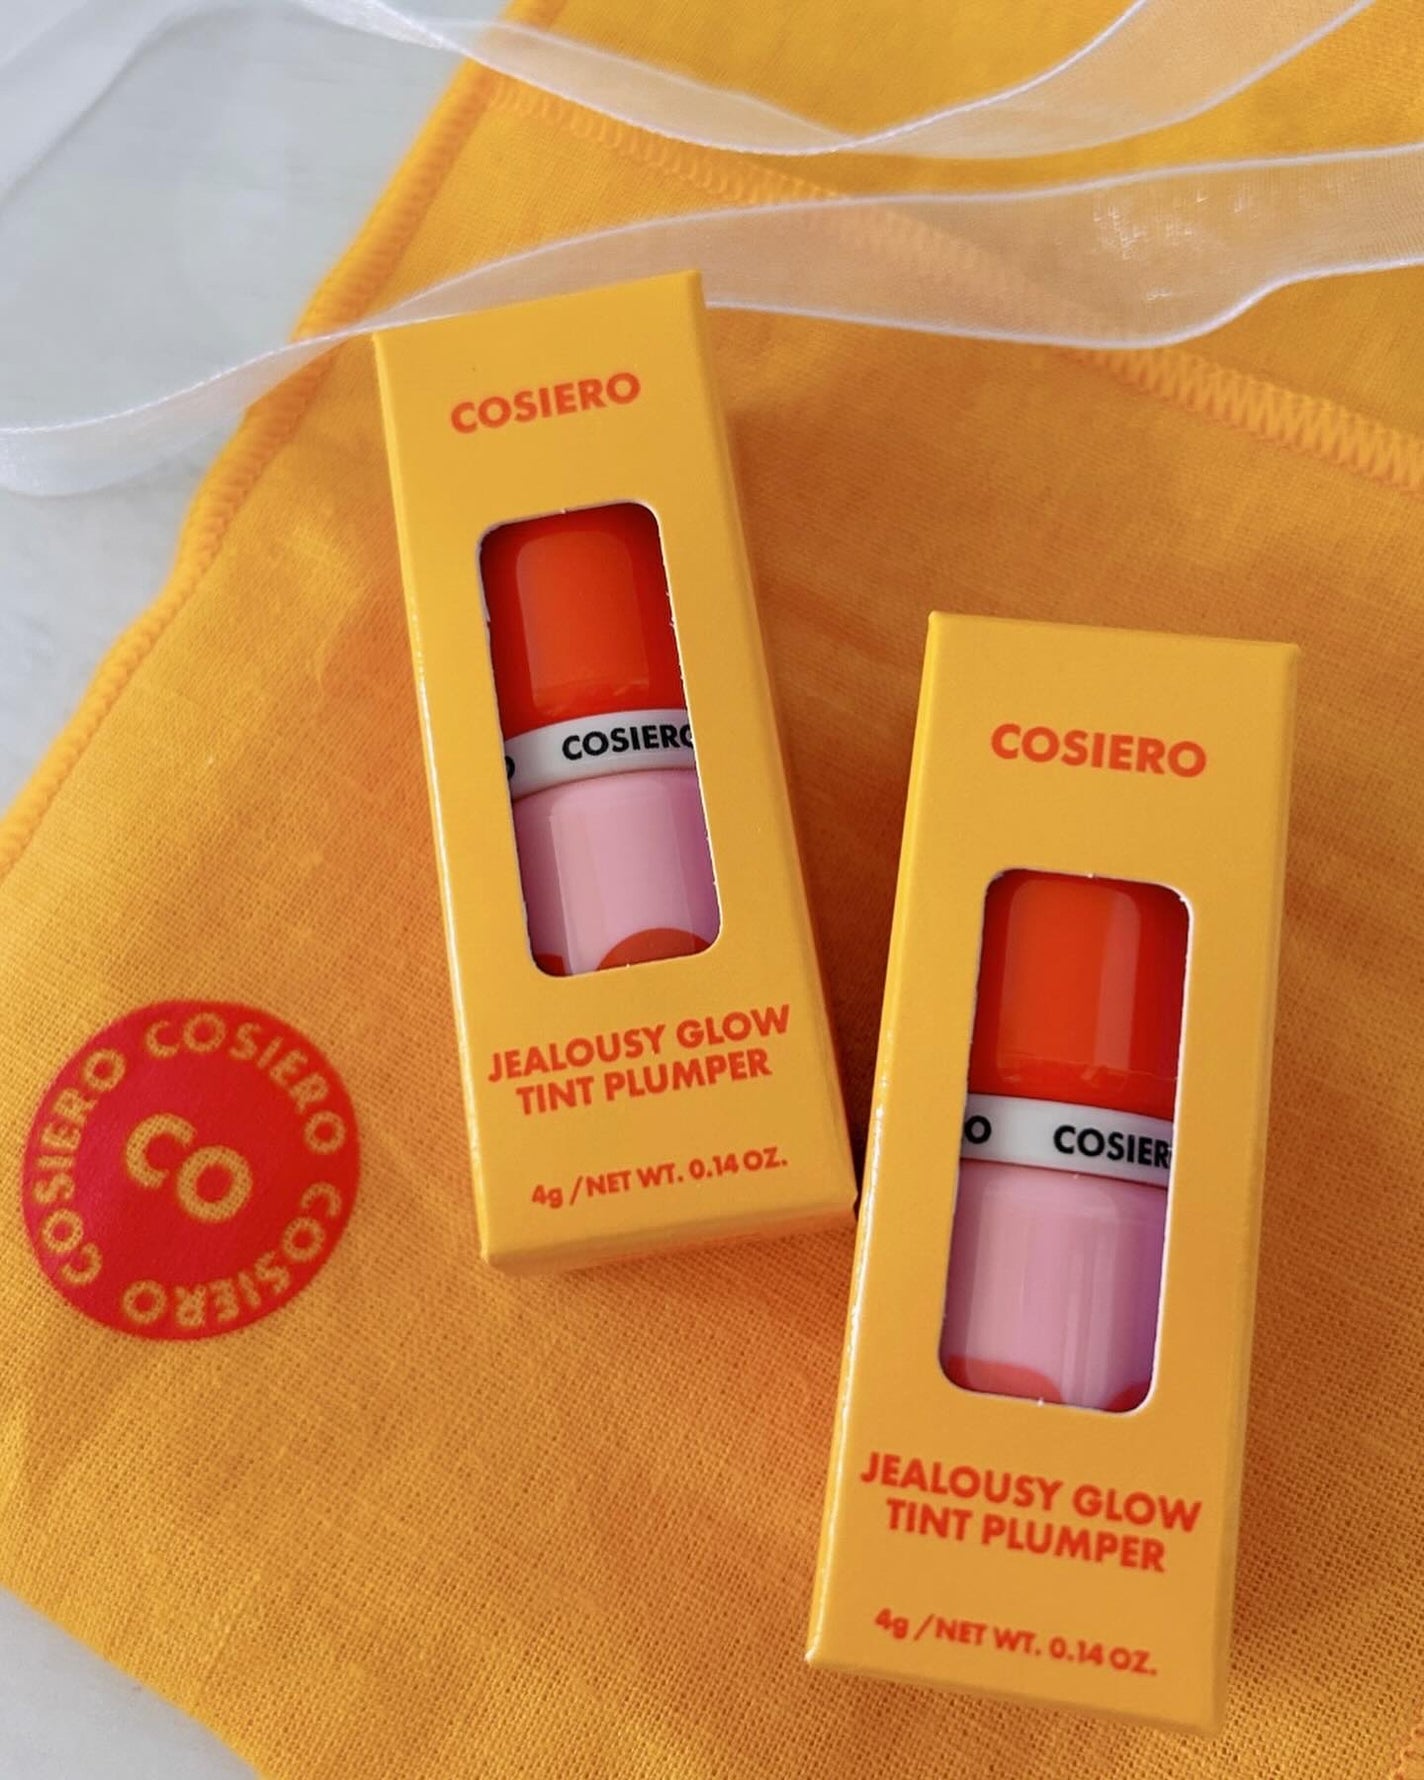 COSIERO
COSIERO
JEALOUSY GLOW
TINT PLUMPER
4g / NET WT. 0.14 OZ.
COSIERO
O COSIER
JEALOUSY GLOW
TINT PLUMPER
4g / NET WT. 0.14 OZ.
COSIERO COSIERO COSIERO COSIERO
CO